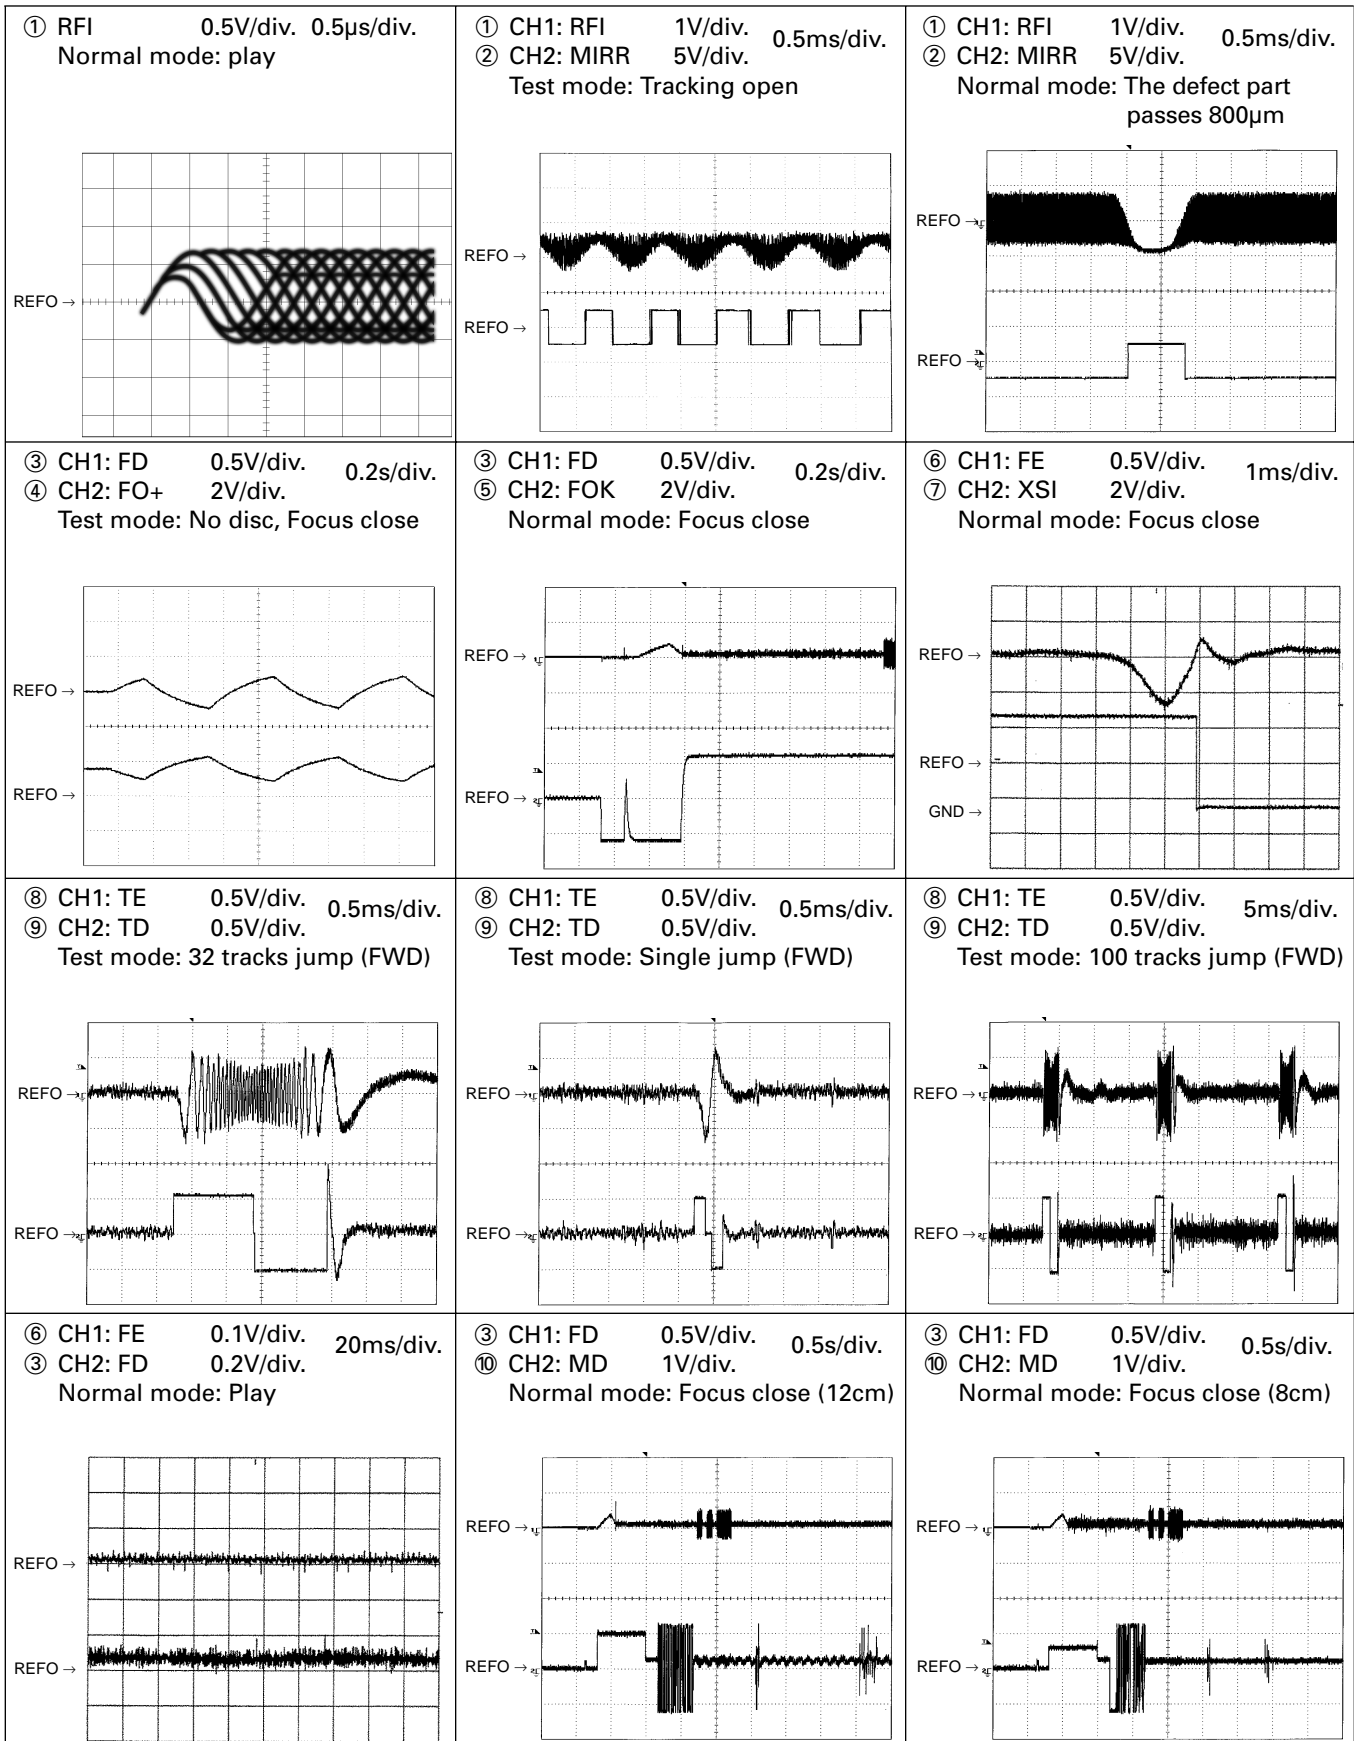 ① RFI 0.5V/div. 0.5μs/div.
Normal mode: play
REFO →
① CH1: RFI 1V/div. 0.5ms/div.
② CH2: MIRR 5V/div.
Test mode: Tracking open
REFO →
REFO →
① CH1: RFI 1V/div. 0.5ms/div.
② CH2: MIRR 5V/div.
Normal mode: The defect part
passes 800μm
REFO →
REFO →
③ CH1: FD 0.5V/div. 0.2s/div.
④ CH2: FO+ 2V/div.
Test mode: No disc, Focus close
REFO →
REFO →
③ CH1: FD 0.5V/div. 0.2s/div.
⑤ CH2: FOK 2V/div.
Normal mode: Focus close
REFO →
REFO →
⑥ CH1: FE 0.5V/div. 1ms/div.
⑦ CH2: XSI 2V/div.
Normal mode: Focus close
REFO →
REFO →
GND →
⑧ CH1: TE 0.5V/div. 0.5ms/div.
⑨ CH2: TD 0.5V/div.
Test mode: 32 tracks jump (FWD)
REFO →
REFO →
⑧ CH1: TE 0.5V/div. 0.5ms/div.
⑨ CH2: TD 0.5V/div.
Test mode: Single jump (FWD)
REFO →
REFO →
⑧ CH1: TE 0.5V/div. 5ms/div.
⑨ CH2: TD 0.5V/div.
Test mode: 100 tracks jump (FWD)
REFO →
REFO →
⑥ CH1: FE 0.1V/div. 20ms/div.
③ CH2: FD 0.2V/div.
Normal mode: Play
REFO →
REFO →
③ CH1: FD 0.5V/div. 0.5s/div.
⑩ CH2: MD 1V/div.
Normal mode: Focus close (12cm)
REFO →
REFO →
③ CH1: FD 0.5V/div. 0.5s/div.
⑩ CH2: MD 1V/div.
Normal mode: Focus close (8cm)
REFO →
REFO →